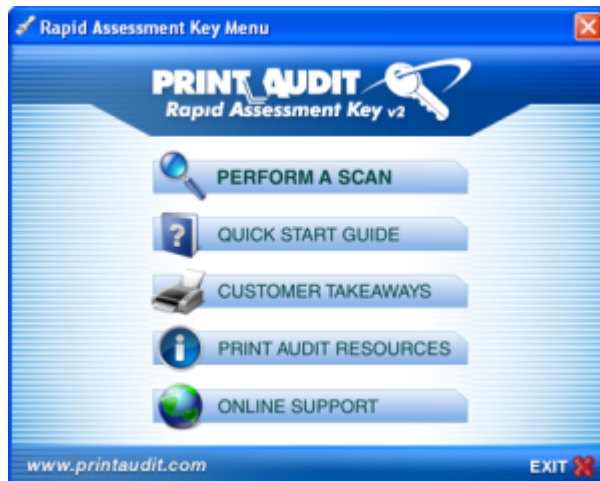 Rapid Assessment Key Menu
PRINT AUDIT
Rapid Assessment Key v2
PERFORM A SCAN
QUICK START GUIDE
CUSTOMER TAKEAWAYS
PRINT AUDIT RESOURCES
ONLINE SUPPORT
www.printaudit.com
EXIT